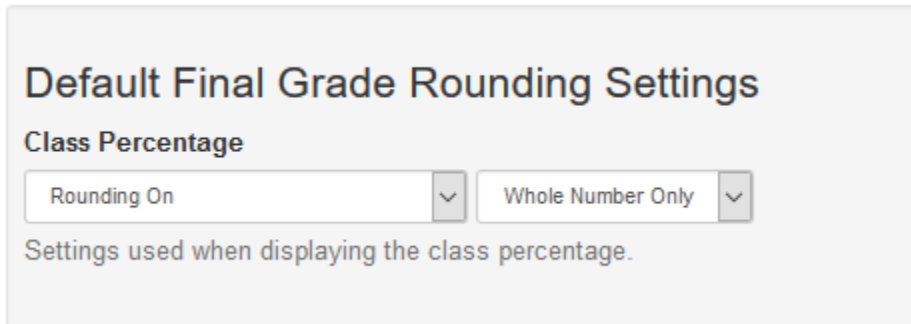 Default Final Grade Rounding Settings
Class Percentage
Rounding On Whole Number Only
Settings used when displaying the class percentage.